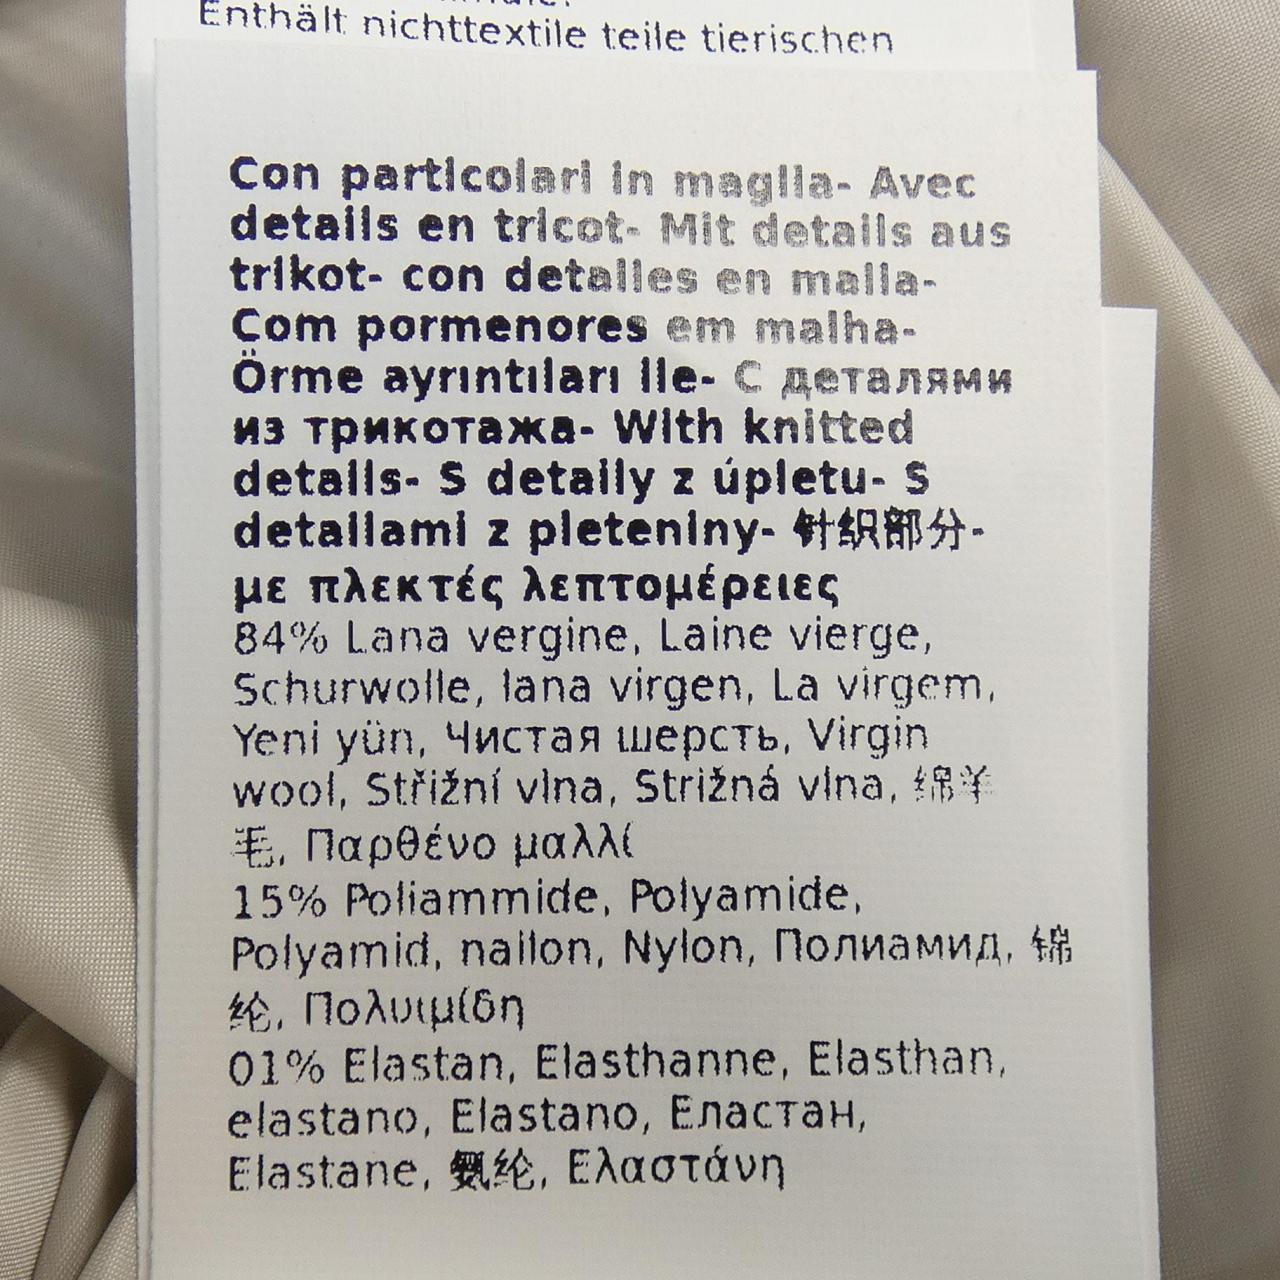 Enthält nichttextile teile tierischen
Con particolari in maglia- Avec
details en tricot- Mit details aus
trikot- con detalles en malla-
Com pormenores em malha-
Örme ayrıntıları ile- С деталями
из трикотажа- With knitted
details- S detaily z úpletu- S
detailami z pleteniny- 针织部分-
με πλεκτές λεπτομέρειες
84% Lana vergine, Laine vierge,
Schurwolle, lana virgen, La virgem,
Yeni yün, Чистая шерсть, Virgin
wool, Střižní vlna, Strižná vlna, 绵羊
毛, Παρθένο μαλλί
15% Poliammide, Polyamide,
Polyamid, nailon, Nylon, Полиамид, 锦
纶, Πολυιμίδη
01% Elastan, Elasthanne, Elasthan,
elastano, Elastano, Еластан,
Elastane, 氨纶, Ελαστάνη